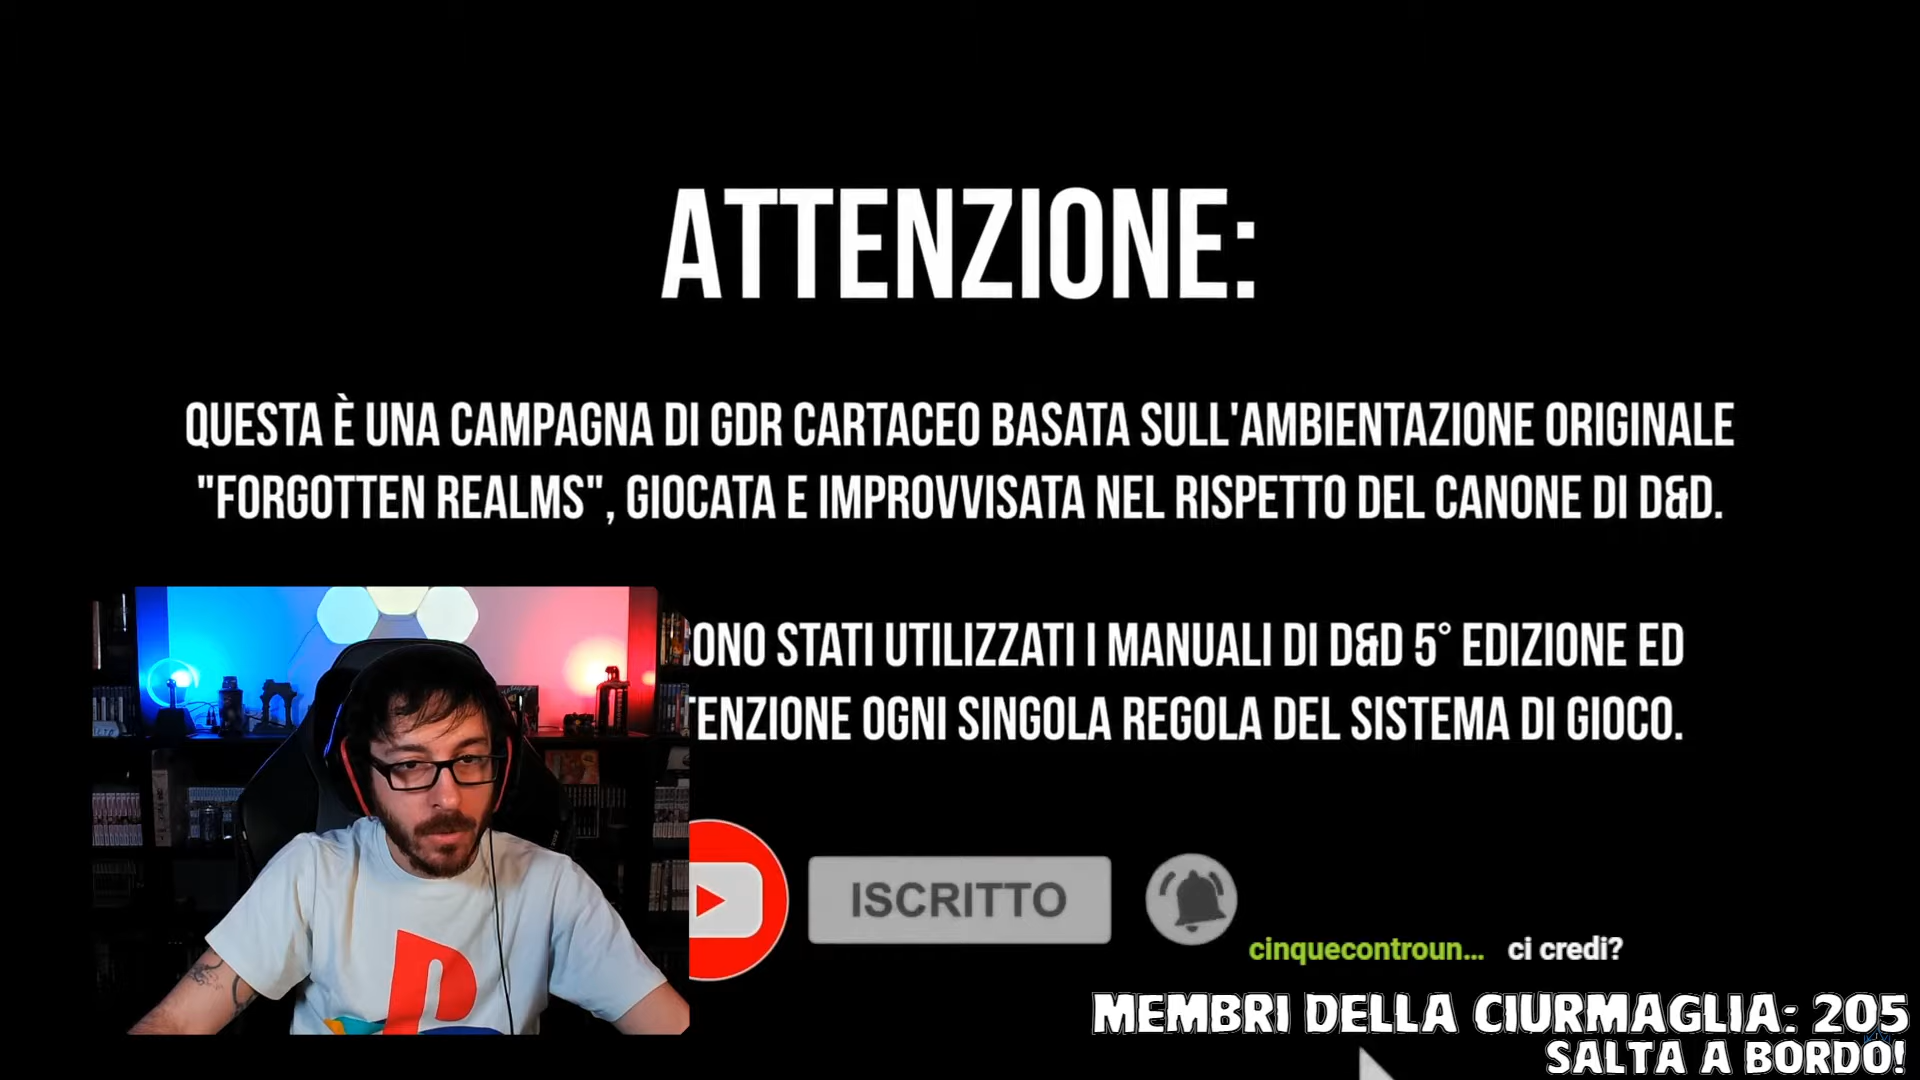 ATTENZIONE:
QUESTA È UNA CAMPAGNA DI GDR CARTACEO BASATA SULL'AMBIENTAZIONE ORIGINALE
"FORGOTTEN REALMS", GIOCATA E IMPROVVISATA NEL RISPETTO DEL CANONE DI D&D.
ONO STATI UTILIZZATI I MANUALI DI D&D 5° EDIZIONE ED
TENZIONE OGNI SINGOLA REGOLA DEL SISTEMA DI GIOCO.
ISCRITTO
cinquecontroun... ci credi?
MEMBRI DELLA CIURMAGLIA: 205
SALTA A BORDO!